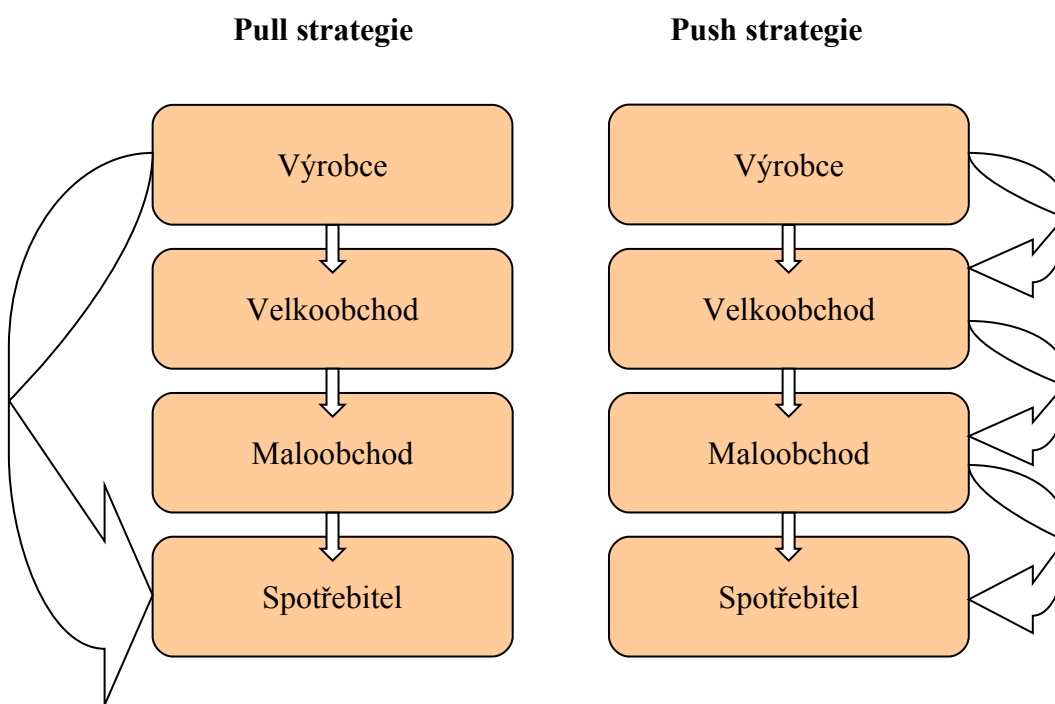 Pull strategie
Push strategie
Výrobce
Velkoobchod
Maloobchod
Spotřebitel
Výrobce
Velkoobchod
Maloobchod
Spotřebitel